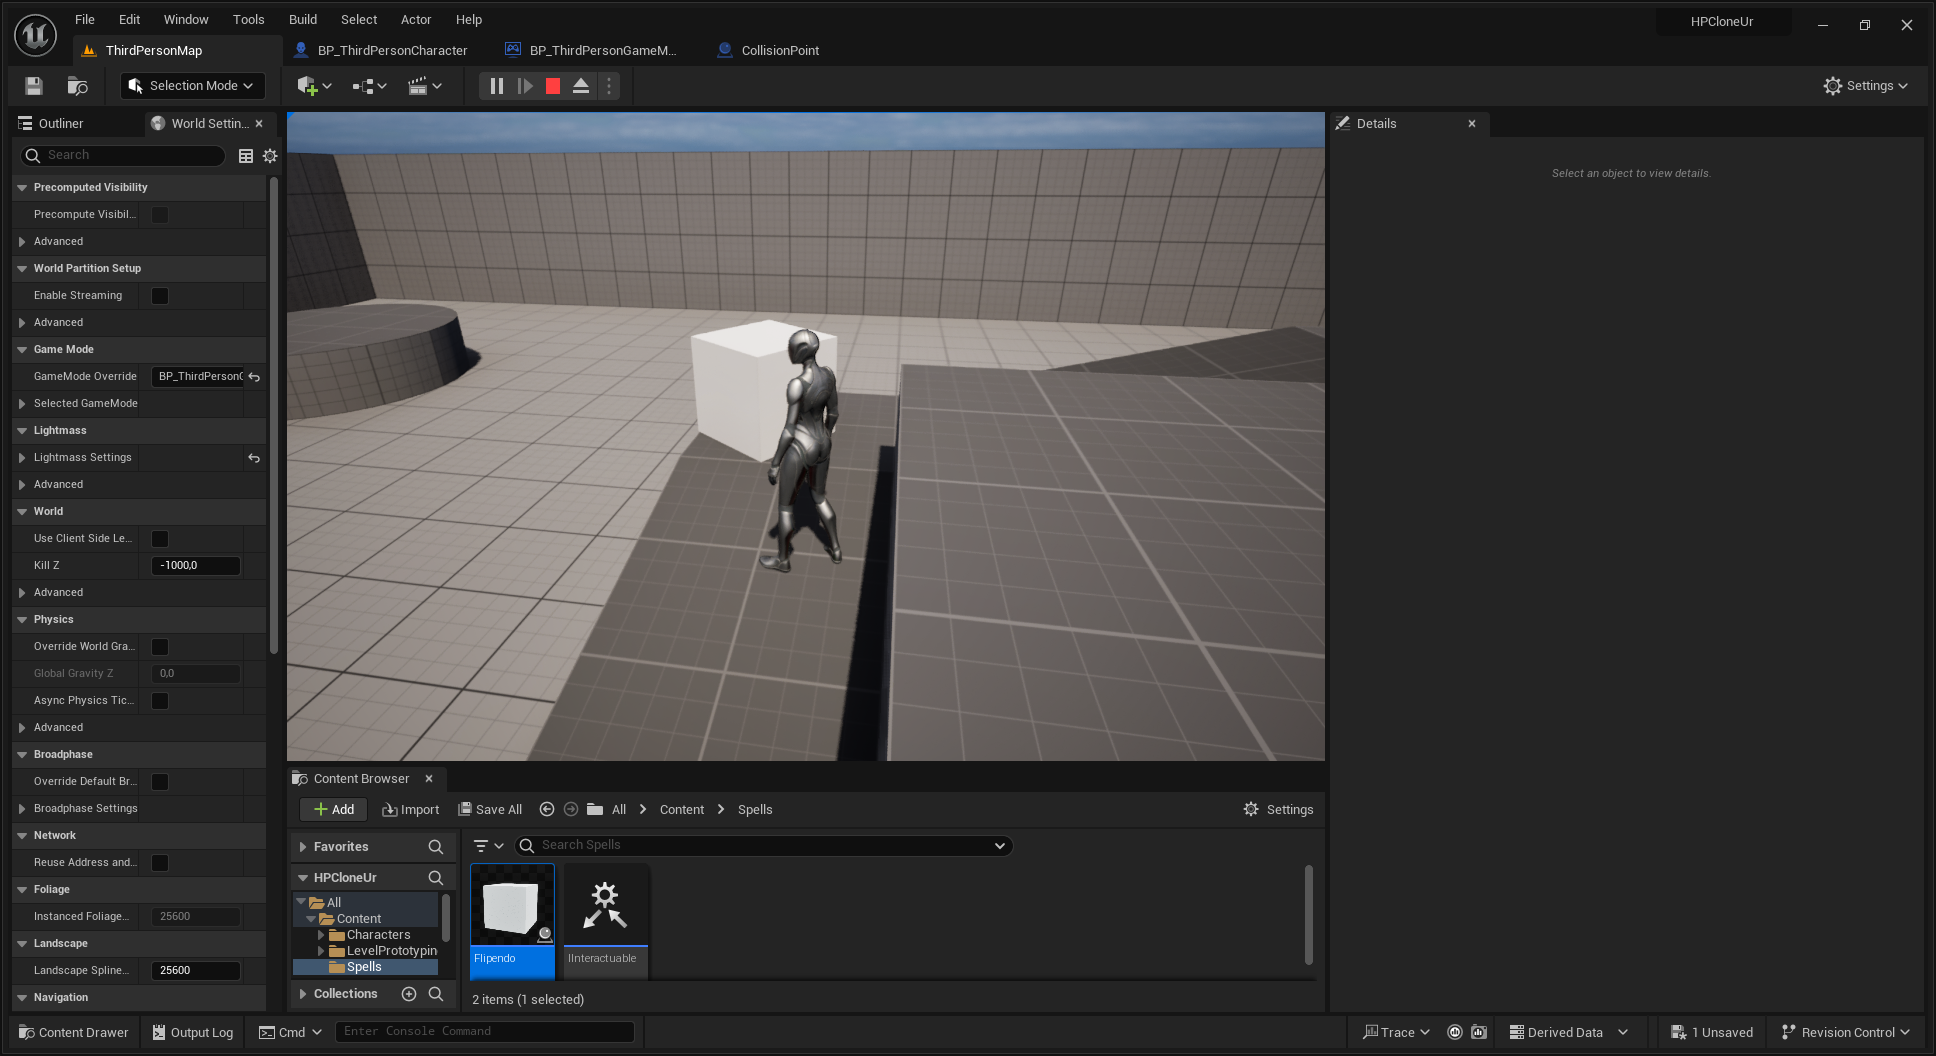 File Edit Window Tools Build Select Actor Help
HPCloneUr
ThirdPersonMap
BP_ThirdPersonCharacter
BP_ThirdPersonGameM...
CollisionPoint
Selection Mode
Settings
Outliner
World Settin...
Search
Precomputed Visibility
Precompute Visibil...
Advanced
World Partition Setup
Enable Streaming
Advanced
Game Mode
GameMode Override BP_ThirdPersonG
Selected GameMode
Lightmass
Lightmass Settings
Advanced
World
Use Client Side Le...
Kill Z -1000,0
Advanced
Physics
Override World Gra...
Global Gravity Z 0,0
Async Physics Tic...
Advanced
Broadphase
Override Default Br...
Broadphase Settings
Network
Reuse Address and...
Foliage
Instanced Foliage... 25600
Landscape
Landscape Spline... 25600
Navigation
Details
Select an object to view details.
Content Browser
Add Import Save All All Content Spells Settings
Favorites
HPCloneUr
All
Content
Characters
LevelPrototypin
Spells
Collections
Search Spells
Flipendo
IInteractuable
2 items (1 selected)
Content Drawer Output Log Cmd Enter Console Command Trace Derived Data 1 Unsaved Revision Control